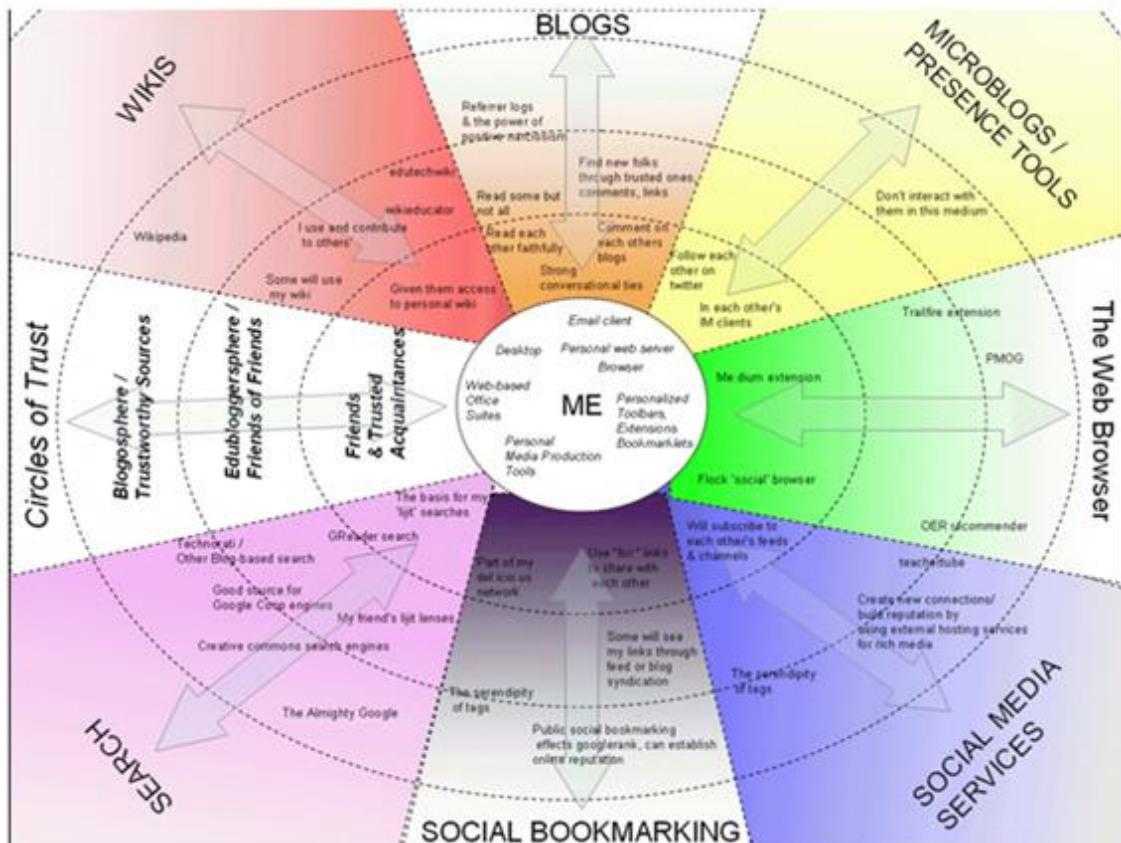 BLOGS
WIKIS
MICROBLOGS /
PRESENCE TOOLS
Referrer logs
& the power of
positive narcissism
Find new folks
through trusted ones,
comments, links
Read some but
not all
Read each
other faithfully
Comment on
each others
blogs
Strong
conversational ties
edutechwiki
wikieducator
I use and contribute
to others'
Wikipedia
Some will use
my wiki
Given them access
to personal wiki
Don't interact with
them in this medium
Follow each
other on
twitter
In each other's
IM clients
Circles of Trust
Blogosphere /
Trustworthy Sources
Edubloggersphere /
Friends of Friends
Friends
& Trusted
Acquaintances
Email client
Desktop
Personal web server
Browser
Web-based
Office
Suites
ME
Personalized
Toolbars,
Extensions
Bookmarklets
Personal
Media Production
Tools
The Web Browser
Trailfire extension
PMOG
Me dium extension
Flock 'social' browser
OER
SEARCH
The basis for my
'lijit' searches
GReader search
Technorati /
Other Blog-based search
Good source for
Google Coop engines
My friend's lijit lenses
Creative commons search engines
The Almighty Google
SOCIAL BOOKMARKING
Part of my
del.icio.us
network
Use "for:" links
to share with
each other
Some will see
my links through
feed or blog
syndication
The serendipity
of tags
Public social bookmarking
effects googlerank, can establish
online reputation
SOCIAL MEDIA
SERVICES
Will subscribe to
each other's feeds
& channels
teachertube
Create new connections/
build reputation by
using external hosting services
for rich media
The
of tags